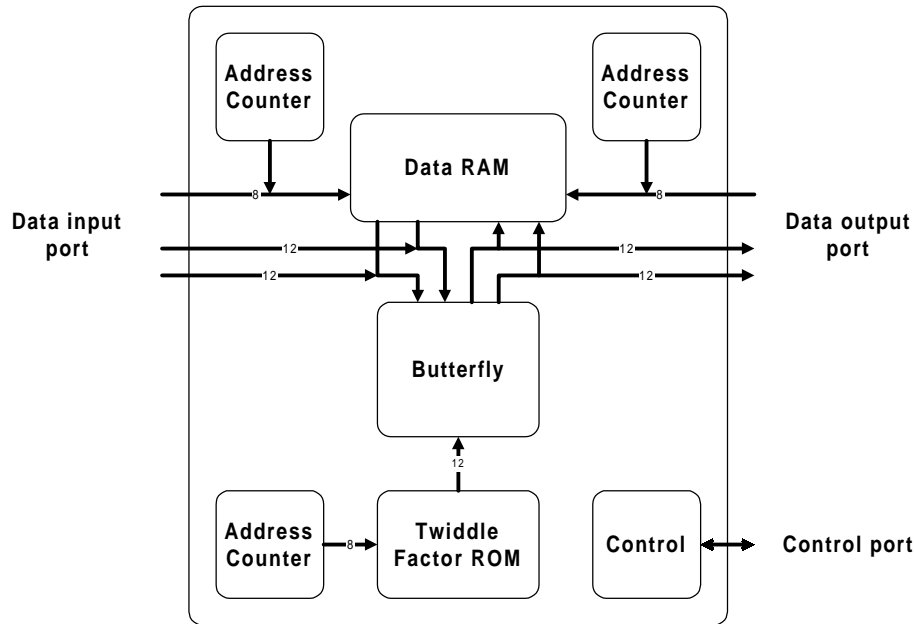 Address
Counter
Address
Counter
Data RAM
8
8
Data input
port
Data output
port
12
12
12
12
Butterfly
12
Address
Counter
8
Twiddle
Factor ROM
Control
Control port